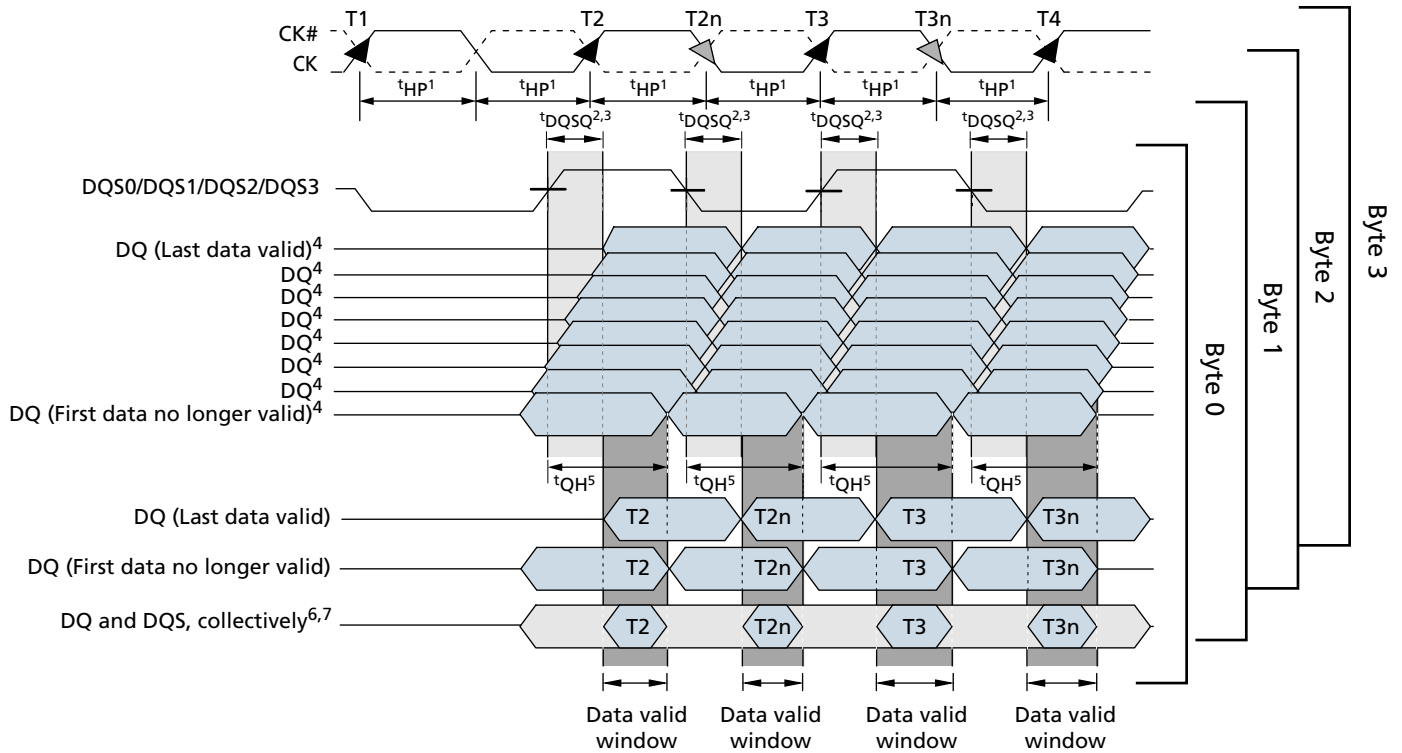 T1 T2 T2n T3 T3n T4
CK#
CK
tHP1 tHP1 tHP1 tHP1 tHP1 tHP1
tDQSQ2,3 tDQSQ2,3 tDQSQ2,3 tDQSQ2,3
DQS0/DQS1/DQS2/DQS3
DQ (Last data valid)4
DQ4
DQ4
DQ4
DQ4
DQ4
DQ4
DQ (First data no longer valid)4
tQH5 tQH5 tQH5 tQH5
DQ (Last data valid) T2 T2n T3 T3n
DQ (First data no longer valid) T2 T2n T3 T3n
DQ and DQS, collectively6,7 T2 T2n T3 T3n
Data valid window
Data valid window
Data valid window
Data valid window
Byte 0
Byte 1
Byte 2
Byte 3